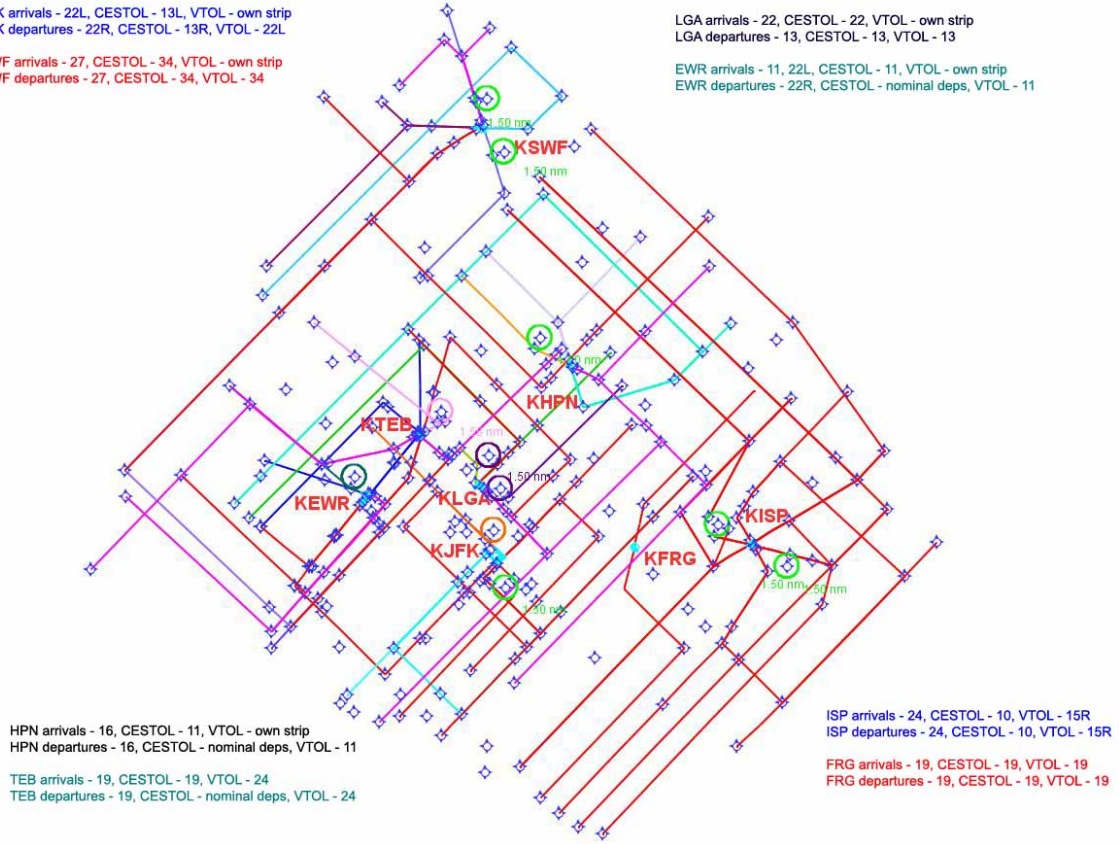 K arrivals - 22L, CESTOL - 13L, VTOL - own strip
K departures - 22R, CESTOL - 13R, VTOL - 22L
F arrivals - 27, CESTOL - 34, VTOL - own strip
F departures - 27, CESTOL - 34, VTOL - 34
LGA arrivals - 22, CESTOL - 22, VTOL - own strip
LGA departures - 13, CESTOL - 13, VTOL - 13
EWR arrivals - 11, 22L, CESTOL - 11, VTOL - own strip
EWR departures - 22R, CESTOL - nominal deps, VTOL - 11
1.50 nm
KSWF
1.50 nm
nm
KHPN
KTEB
1.50 nm
1.50 nm
KEWR
KLGA
KISP
KJFK
KFRG
1.50 nm
1.50 nm
1.50 nm
HPN arrivals - 16, CESTOL - 11, VTOL - own strip
HPN departures - 16, CESTOL - nominal deps, VTOL - 11
TEB arrivals - 19, CESTOL - 19, VTOL - 24
TEB departures - 19, CESTOL - nominal deps, VTOL - 24
ISP arrivals - 24, CESTOL - 10, VTOL - 15R
ISP departures - 24, CESTOL - 10, VTOL - 15R
FRG arrivals - 19, CESTOL - 19, VTOL - 19
FRG departures - 19, CESTOL - 19, VTOL - 19